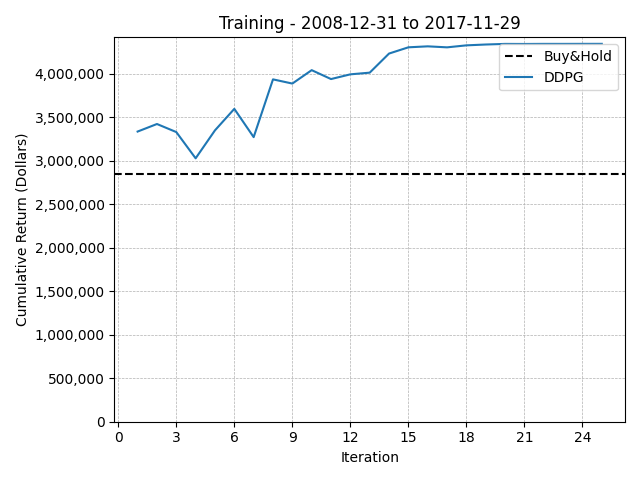 Training - 2008-12-31 to 2017-11-29
Buy&Hold
DDPG
Cumulative Return (Dollars)
4,000,000
3,500,000
3,000,000
2,500,000
2,000,000
1,500,000
1,000,000
500,000
0
0 3 6 9 12 15 18 21 24
Iteration